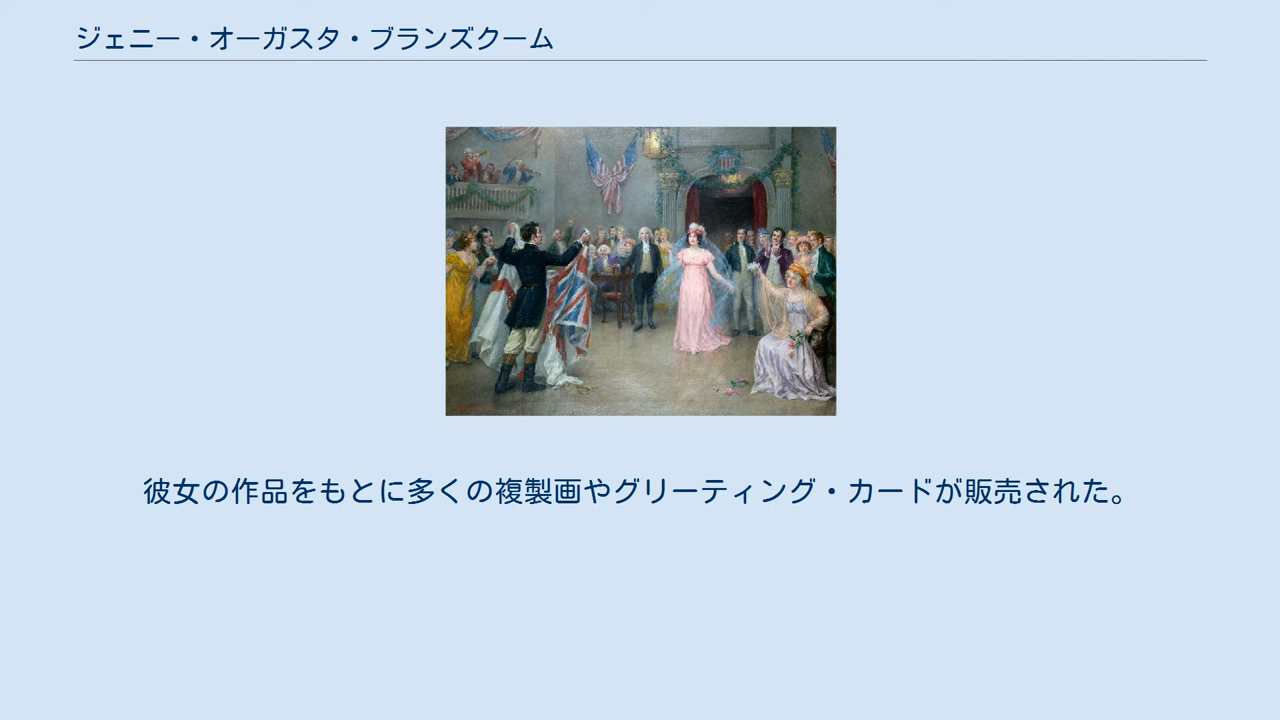 ジェニー・オーガスタ・ブランズクーム
彼女の作品をもとに多くの複製画やグリーティング・カードが販売された。